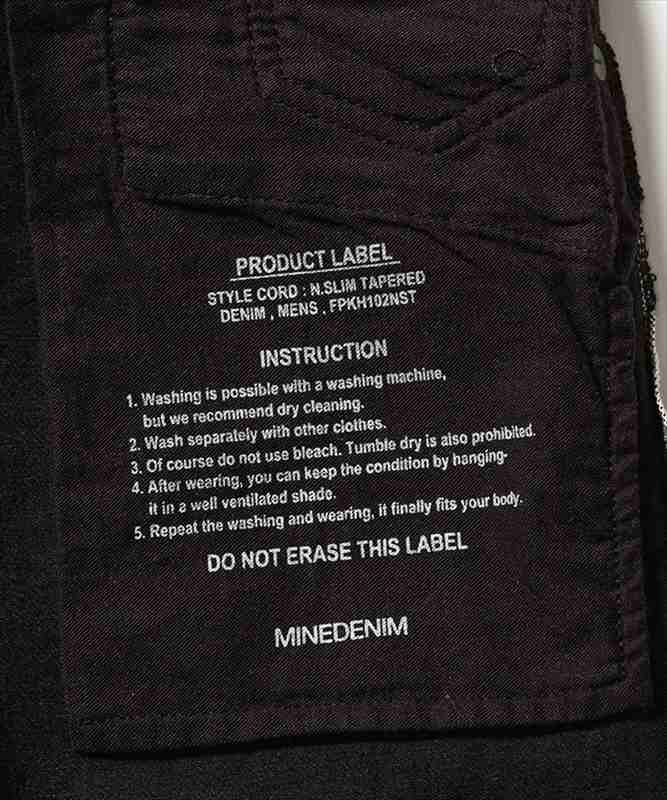 PRODUCT LABEL
STYLE CORD : N.SLIM TAPERED
DENIM , MENS . FPKH102NST
INSTRUCTION
1. Washing is possible with a washing machine,
but we recommend dry cleaning.
2. Wash separately with other clothes.
3. Of course do not use bleach. Tumble dry is also prohibited.
4. After wearing, you can keep the condition by hanging-
it in a well ventilated shade.
5. Repeat the washing and wearing, it finally fits your body.
DO NOT ERASE THIS LABEL
MINEDENIM